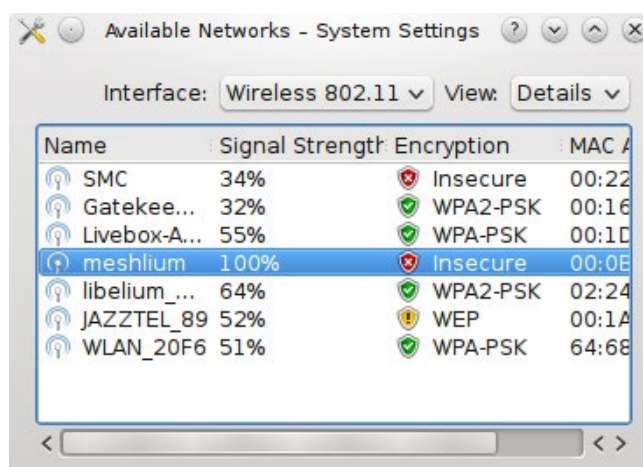 Available Networks – System Settings
Interface: Wireless 802.11 View: Details
Name Signal Strength Encryption MAC A
SMC 34% Insecure 00:22
Gatekee... 32% WPA2-PSK 00:16
Livebox-A... 55% WPA-PSK 00:1D
meshlium 100% Insecure 00:0B
libelium_... 64% WPA2-PSK 02:24
JAZZTEL_89 52% WEP 00:1A
WLAN_20F6 51% WPA-PSK 64:68